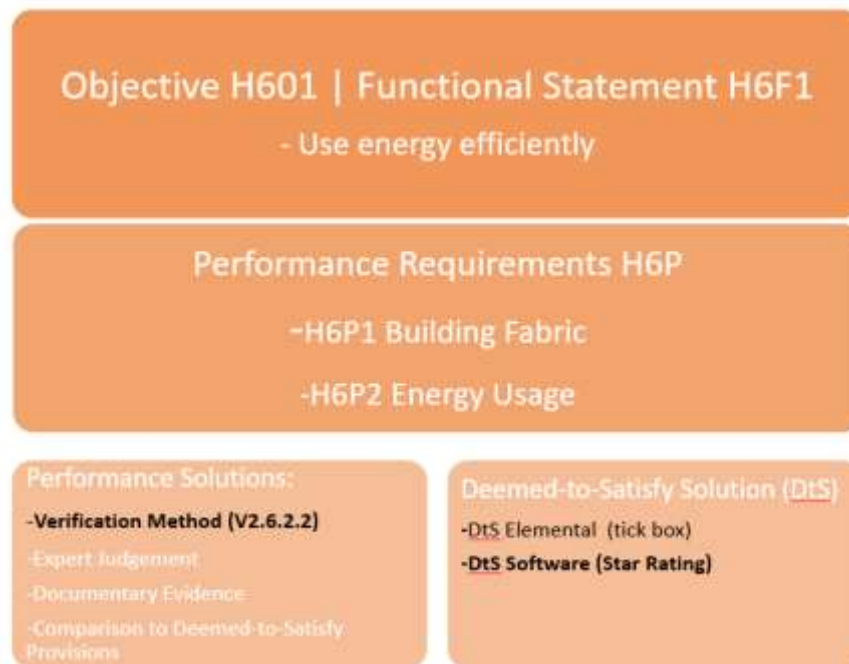 Objective H601 | Functional Statement H6F1
- Use energy efficiently
Performance Requirements H6P
-H6P1 Building Fabric
-H6P2 Energy Usage
Performance Solutions:
-Verification Method (V2.6.2.2)
-Expert Judgement
-Documentary Evidence
-Comparison to Deemed-to-Satisfy
Provisions
Deemed-to-Satisfy Solution (DtS)
-DtS Elemental (tick box)
-DtS Software (Star Rating)